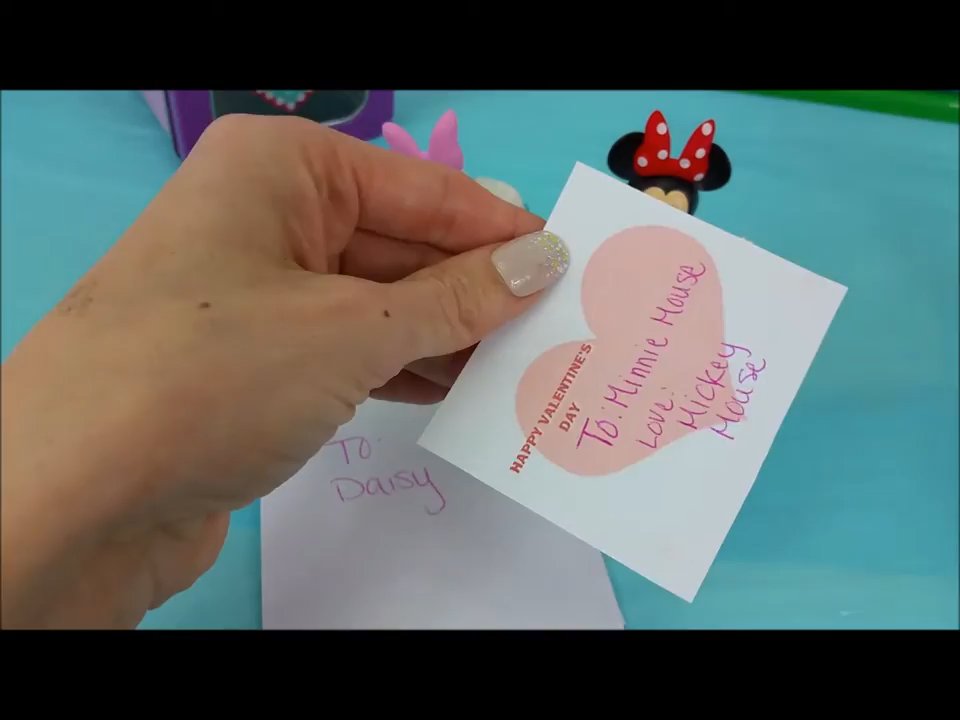 HAPPY VALENTINE'S
DAY
To: Minnie Mouse
Love:
Mickey
Mouse
To:
Daisy